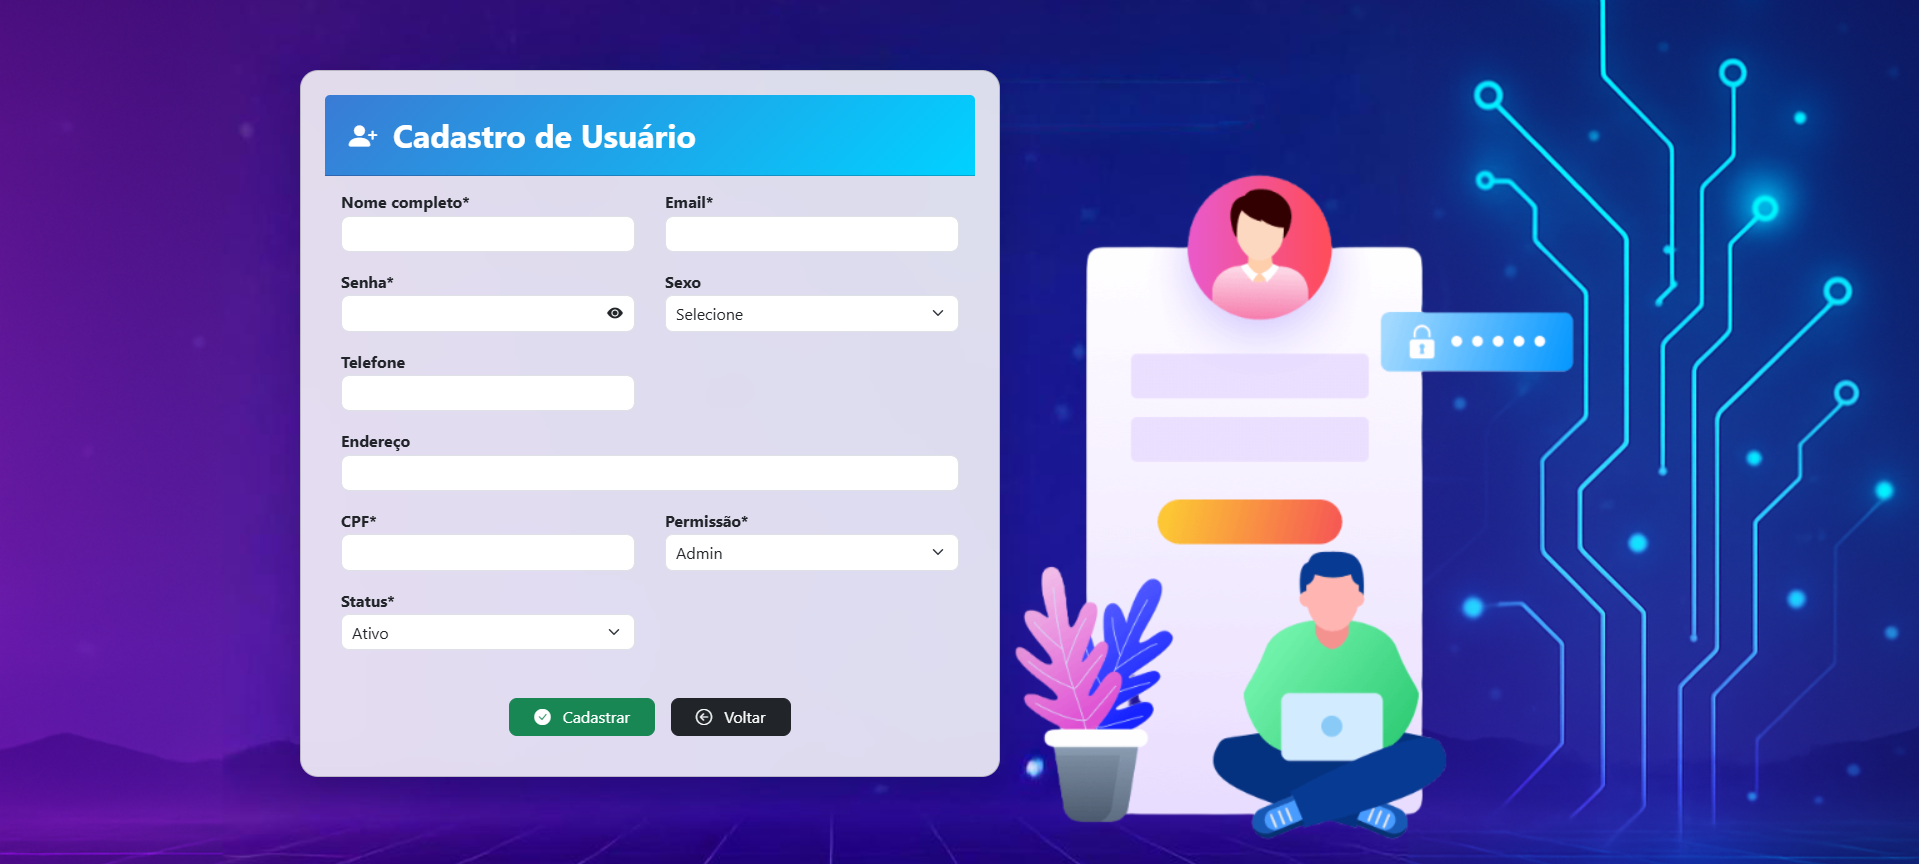 Cadastro de Usuário
Nome completo*
Email*
Senha*
Sexo
Selecione
Telefone
Endereço
CPF*
Permissão*
Admin
Status*
Ativo
Cadastrar
Voltar